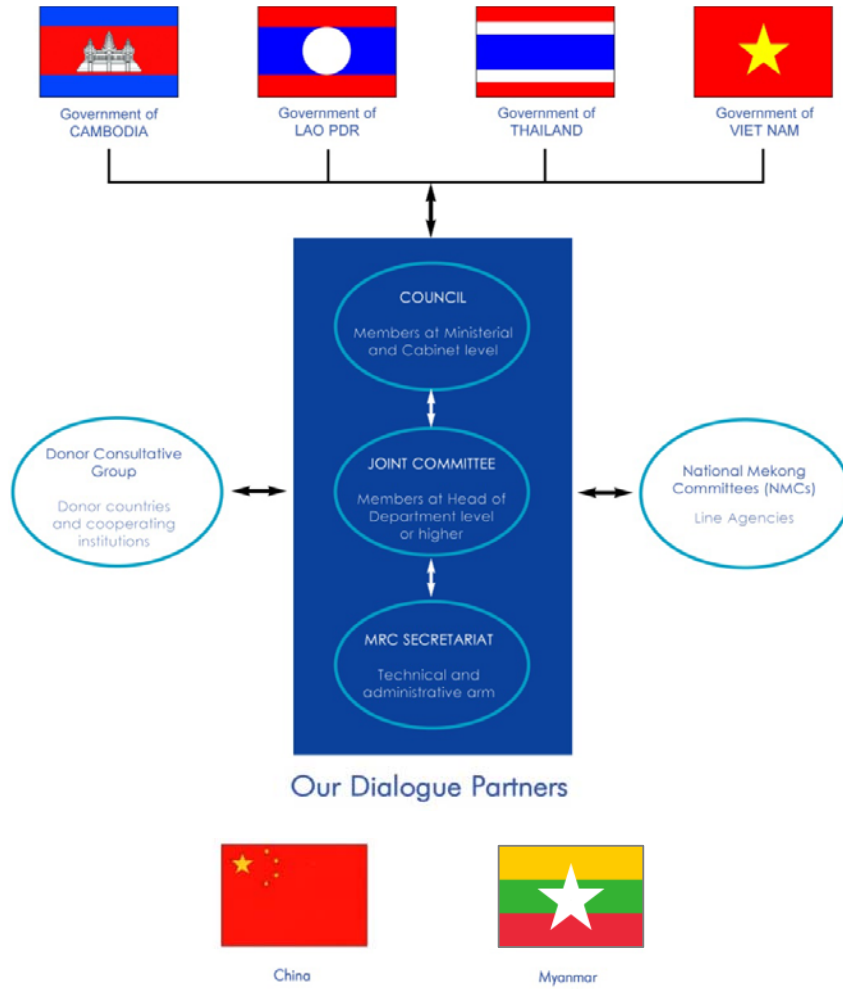 Government of
CAMBODIA
Government of
LAO PDR
Government of
THAILAND
Government of
VIET NAM
COUNCIL
Members at Ministerial
and Cabinet level
Donor Consultative
Group
Donor countries
and cooperating
institutions
JOINT COMMITTEE
Members at Head of
Department level
or higher
National Mekong
Committees (NMCs)
Line Agencies
MRC SECRETARIAT
Technical and
administrative arm
Our Dialogue Partners
China
Myanmar